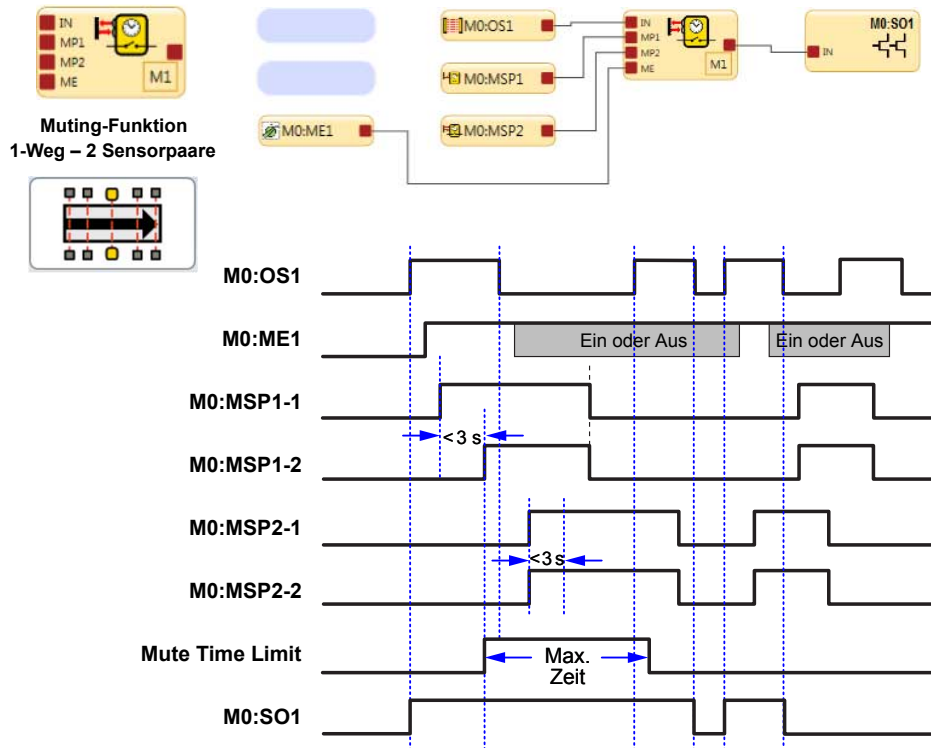 IN
MP1
MP2
ME
M1
Muting-Funktion
1-Weg – 2 Sensorpaare
M0:ME1
M0:OS1
M0:MSP1
M0:MSP2
IN
MP1
MP2
ME
M1
M0:SO1
IN
M0:OS1
M0:ME1
Ein oder Aus
Ein oder Aus
M0:MSP1-1
< 3 s
M0:MSP1-2
M0:MSP2-1
<3 s
M0:MSP2-2
Mute Time Limit
Max.
Zeit
M0:SO1